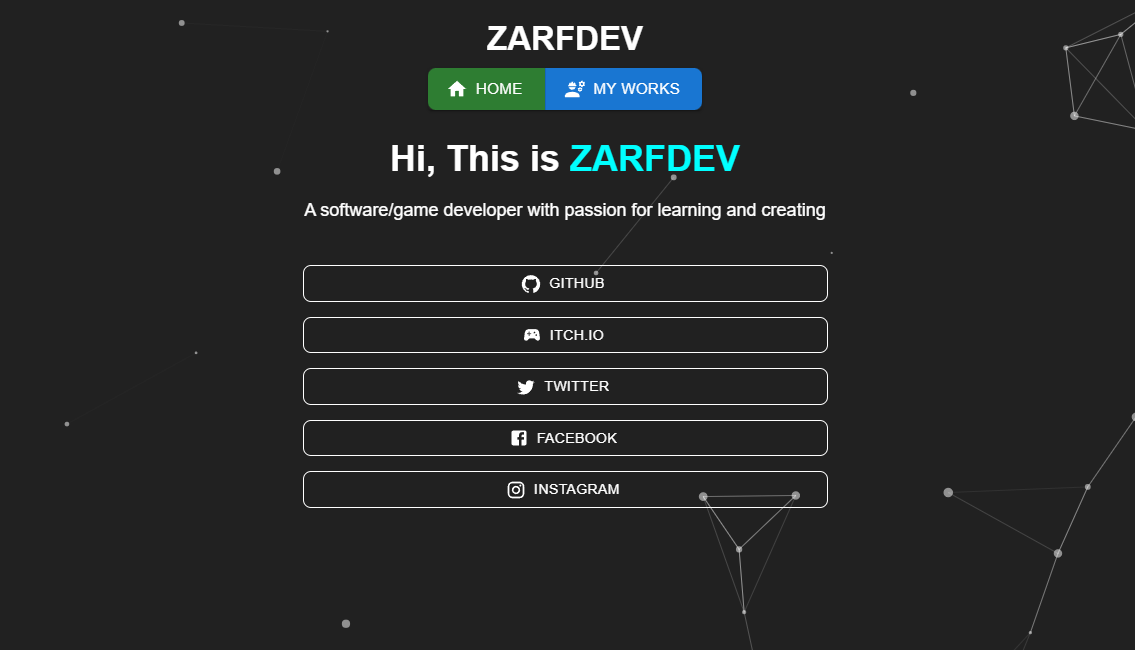 ZARFDEV
HOME MY WORKS
Hi, This is ZARFDEV
A software/game developer with passion for learning and creating
GITHUB
ITCH.IO
TWITTER
FACEBOOK
INSTAGRAM